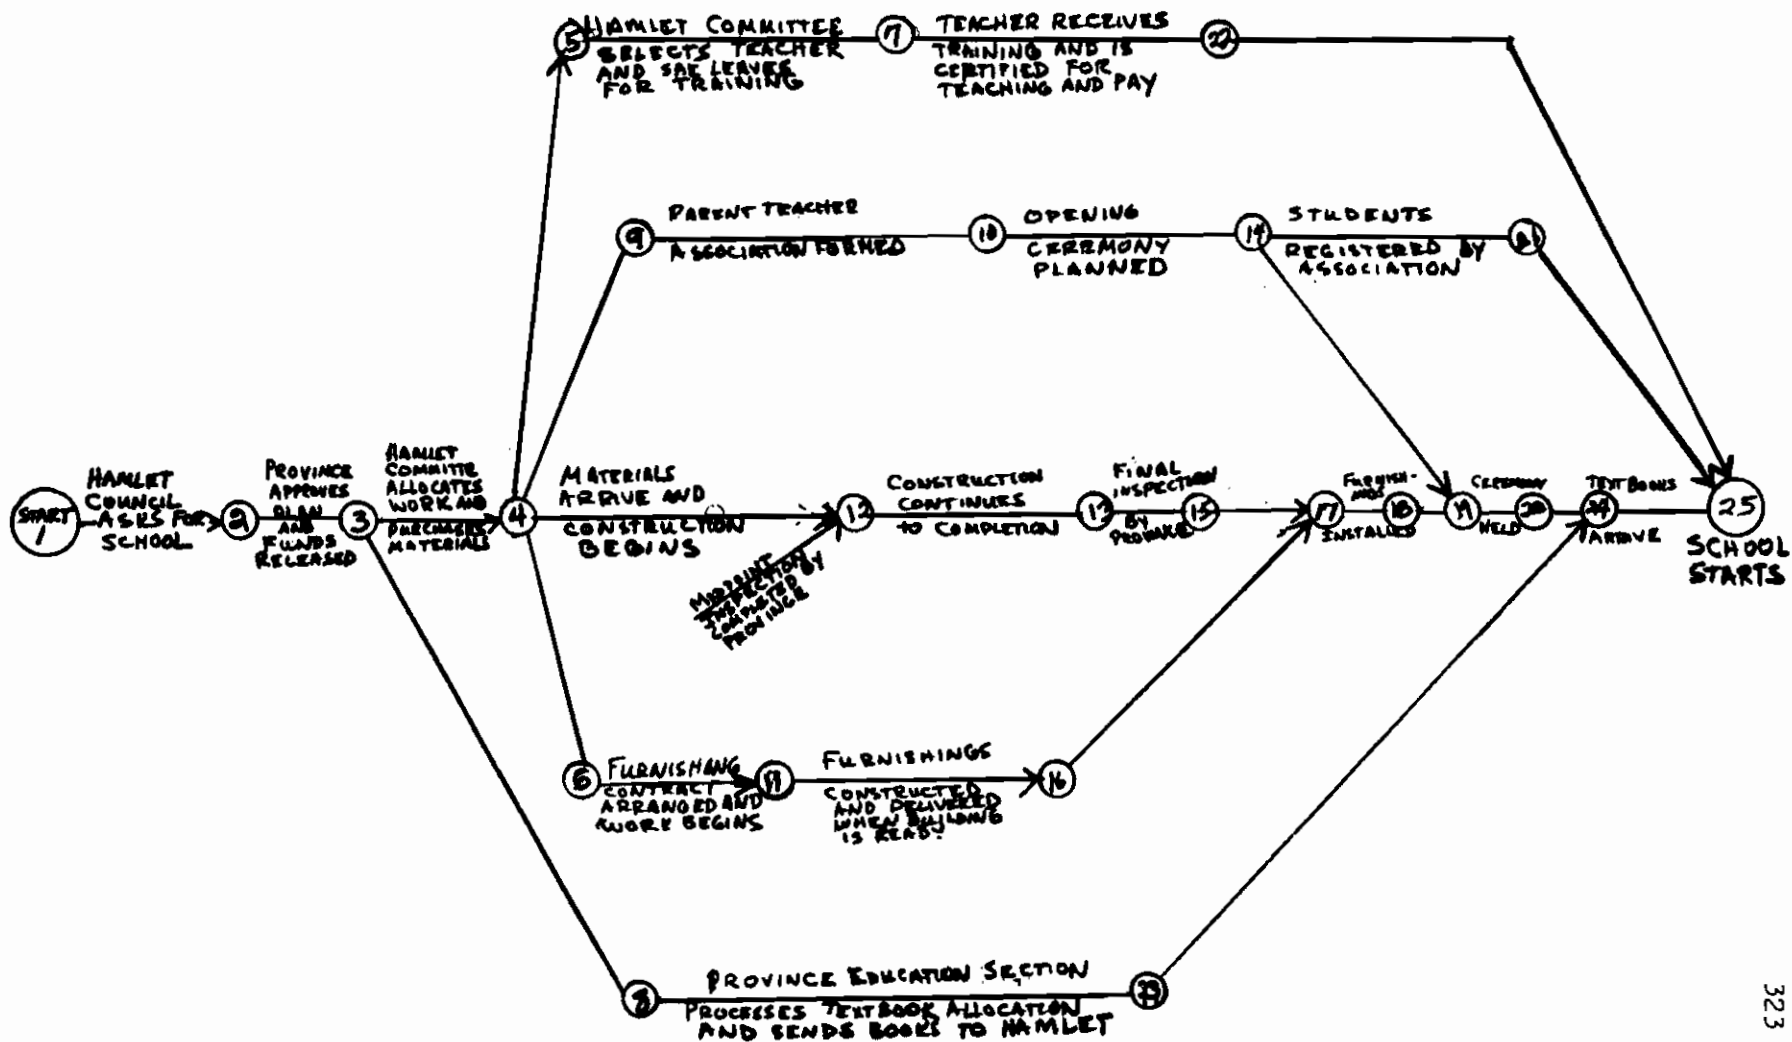 5
HAMLET COMMITTEE
SELECTS TEACHER
AND SHE LEAVES
FOR TRAINING
7
TEACHER RECEIVES
TRAINING AND IS
CERTIFIED FOR
TEACHING AND PAY
22
9
PARENT TEACHER
ASSOCIATION FORMED
10
OPENING
CEREMONY
PLANNED
14
STUDENTS
REGISTERED BY
ASSOCIATION
21
START
1
HAMLET
COUNCIL
ASKS FOR
SCHOOL
2
PROVINCE
APPROVES
PLAN
AND
FUNDS
RELEASED
3
HAMLET
COMMITTE
ALLOCATES
WORK AND
PURCHASES
MATERIALS
4
MATERIALS
ARRIVE AND
CONSTRUCTION
BEGINS
MIDPOINT
INSPECTION
COMPLETED BY
PROVINCE
12
CONSTRUCTION
CONTINUES
TO COMPLETION
13
FINAL
INSPECTION
BY
PROVINCE
15
17
FURNISH-
INGS
INSTALLED
18
19
CEREMONY
HELD
20
24
TEXTBOOKS
ARRIVE
25
SCHOOL
STARTS
6
FURNISHANG
CONTRACT
ARRANGED AND
WORK BEGINS
11
FURNISHINGS
CONSTRUCTED
AND DELIVERED
WHEN BUILDING
IS READY.
16
8
PROVINCE EDUCATION SECTION
PROCESSES TEXTBOOK ALLOCATION
AND SENDS BOOKS TO HAMLET
23
323